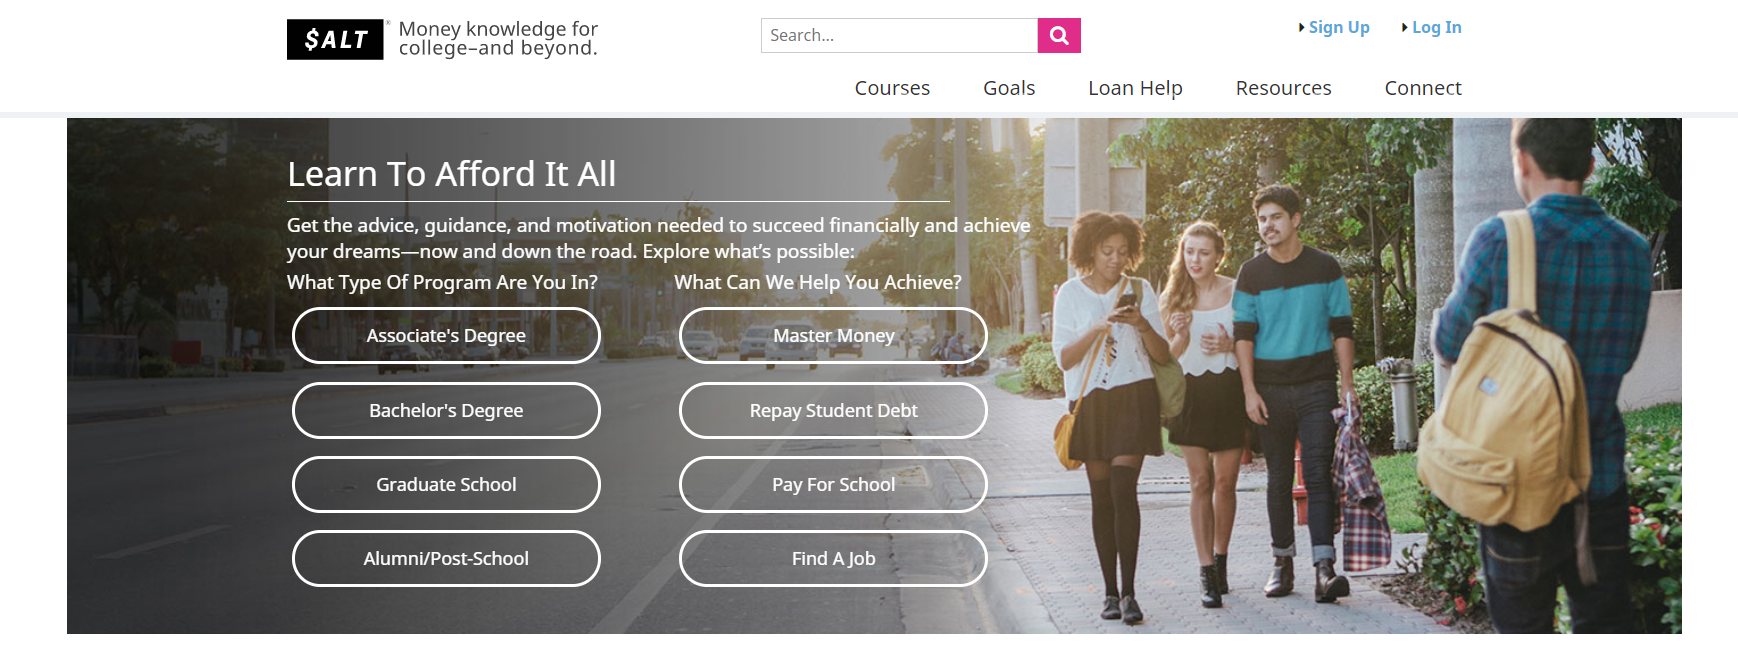 $ALT®
Money knowledge for
college–and beyond.
Search...
Sign Up
Log In
Courses
Goals
Loan Help
Resources
Connect
Learn To Afford It All
Get the advice, guidance, and motivation needed to succeed financially and achieve
your dreams—now and down the road. Explore what’s possible:
What Type Of Program Are You In?
Associate's Degree
Bachelor's Degree
Graduate School
Alumni/Post-School
What Can We Help You Achieve?
Master Money
Repay Student Debt
Pay For School
Find A Job